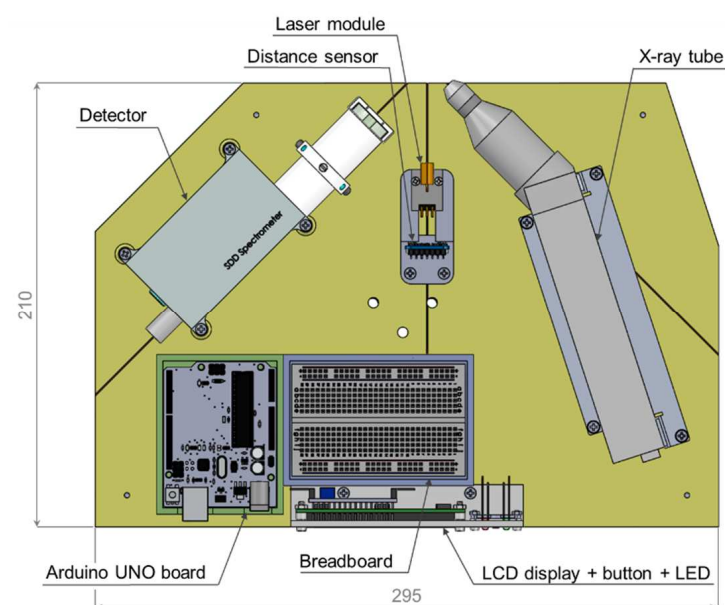 Laser module
Distance sensor
X-ray tube
Detector
SDD Spectrometer
210
Arduino UNO board
Breadboard
LCD display + button + LED
295